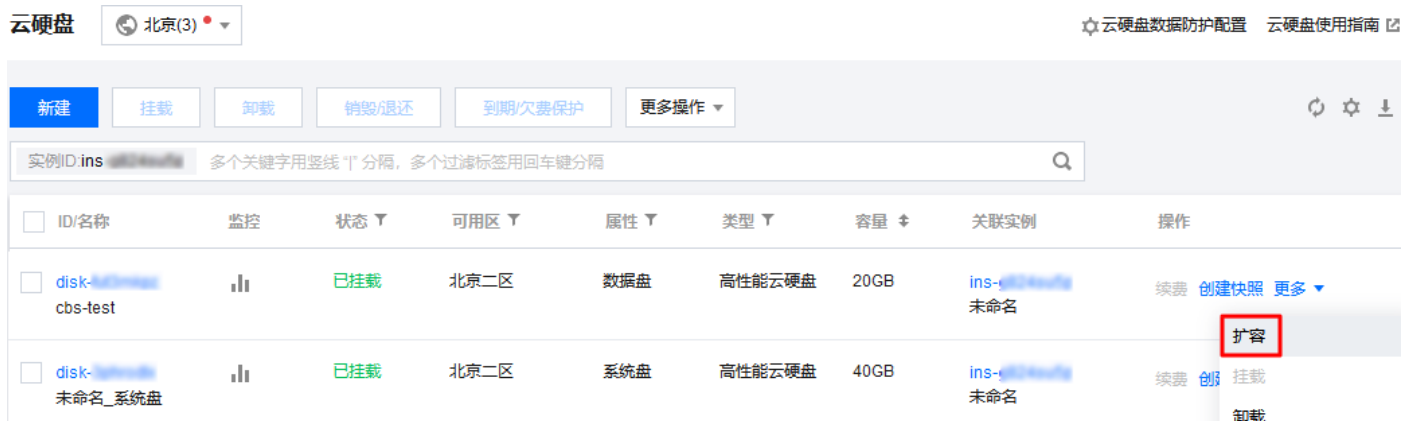 云硬盘 北京(3) 云硬盘数据防护配置 云硬盘使用指南
新建 挂载 卸载 销毁/退还 到期/欠费保护 更多操作
实例ID:ins 多个关键字用竖线 "|" 分隔，多个过滤标签用回车键分隔
ID/名称 监控 状态 可用区 属性 类型 容量 关联实例 操作
disk- 已挂载 北京二区 数据盘 高性能云硬盘 20GB ins- 续费 创建快照 更多
cbs-test 未命名
扩容
disk- 已挂载 北京二区 系统盘 高性能云硬盘 40GB ins- 续费 创 挂载
未命名_系统盘 未命名
卸载